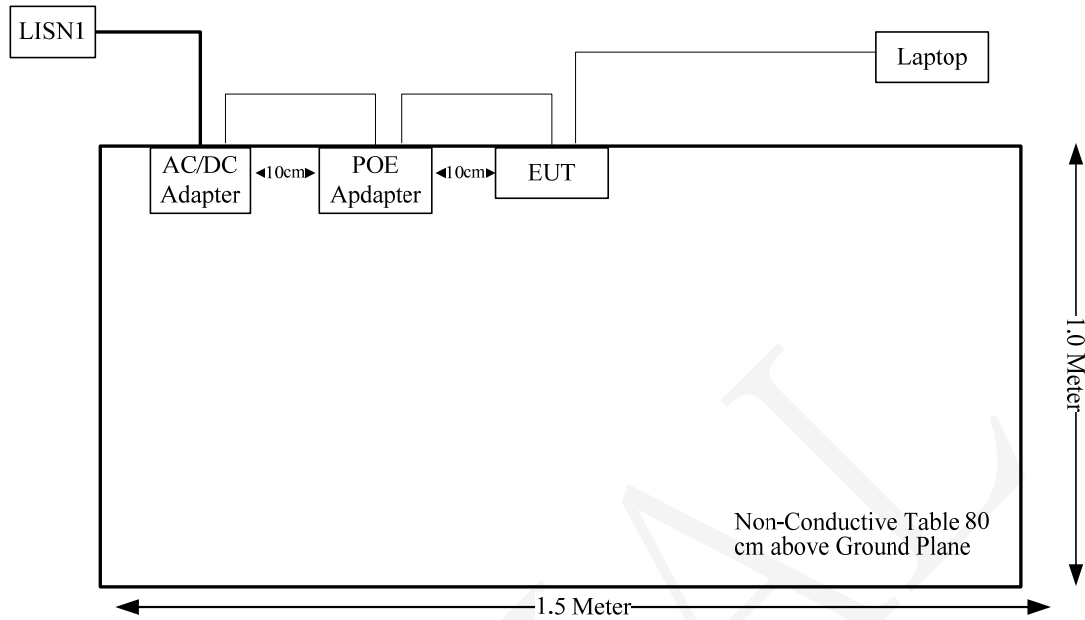 LISN1
Laptop
AC/DC
Adapter
10cm
POE
Apdapter
10cm
EUT
1.0 Meter
Non-Conductive Table 80
cm above Ground Plane
1.5 Meter